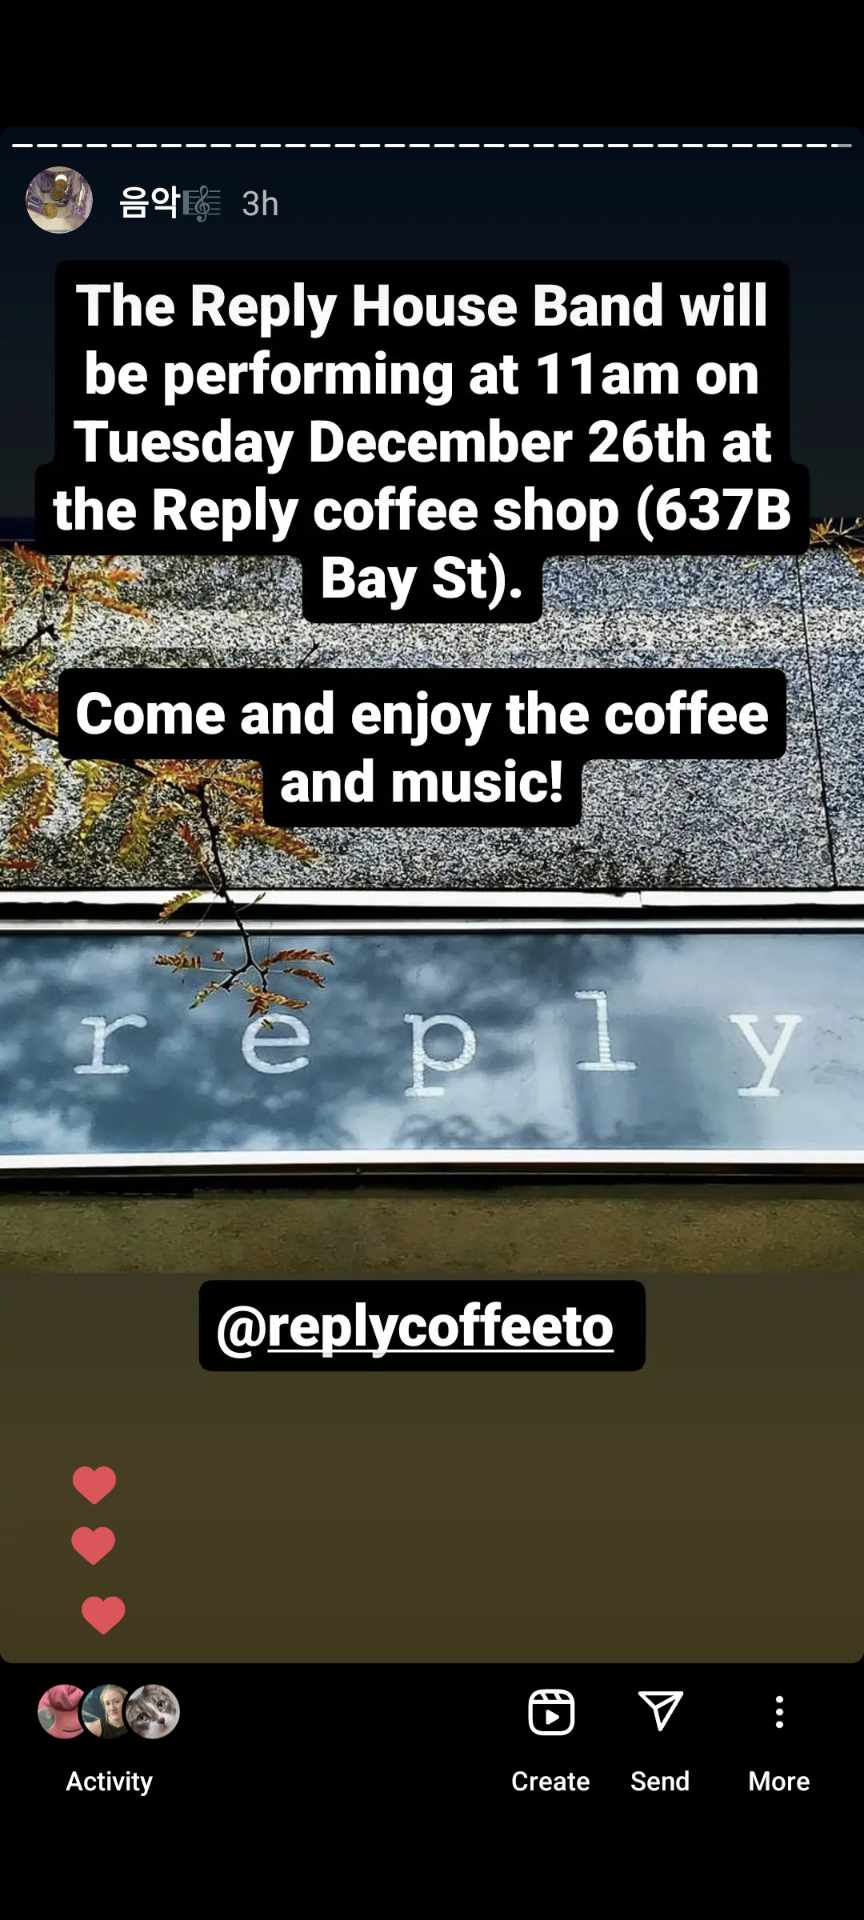 음악🎼 3h
The Reply House Band will
be performing at 11am on
Tuesday December 26th at
the Reply coffee shop (637B
Bay St).
Come and enjoy the coffee
and music!
reply
@replycoffeeto
Activity
Create
Send
More